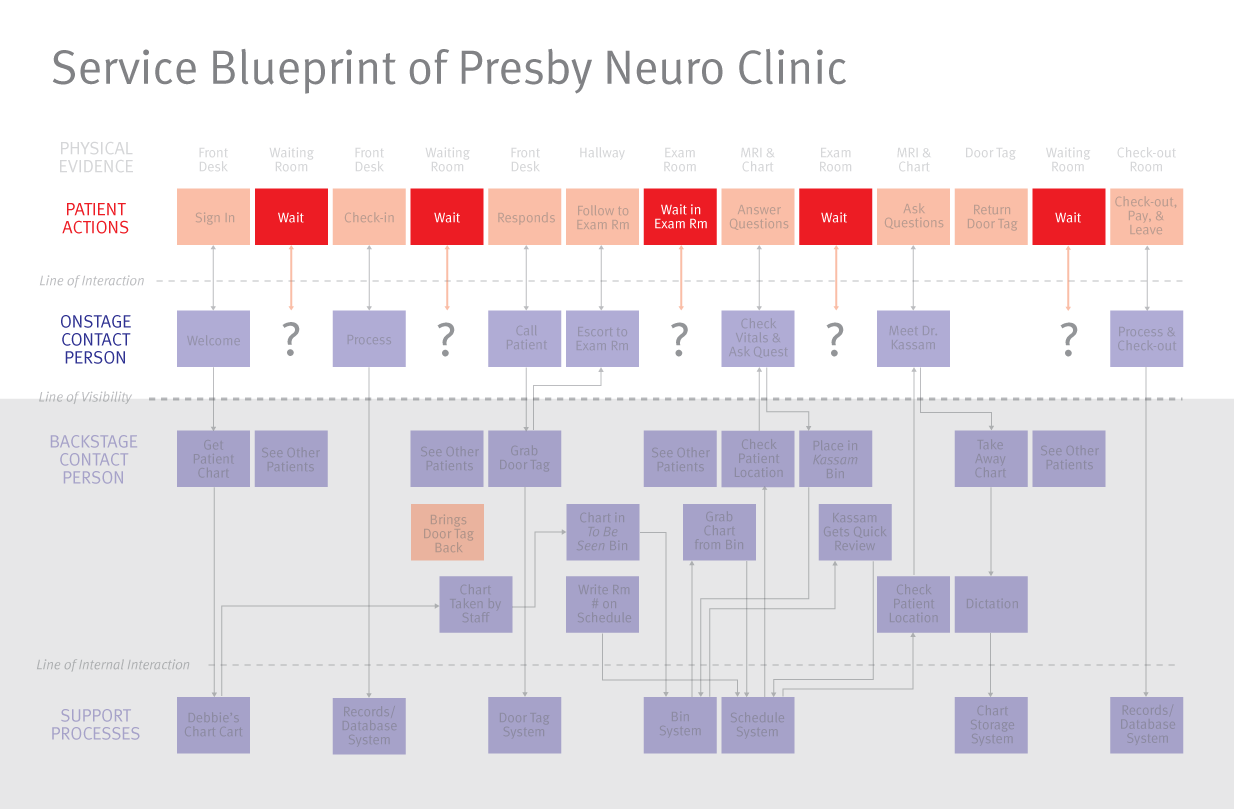 Service Blueprint of Presby Neuro Clinic
PHYSICAL
EVIDENCE
Front
Desk
Waiting
Room
Front
Desk
Waiting
Room
Front
Desk
Hallway
Exam
Room
MRI &
Chart
Exam
Room
MRI &
Chart
Door Tag
Waiting
Room
Check-out
Room
PATIENT
ACTIONS
Sign In
Wait
Check-in
Wait
Responds
Follow to
Exam Rm
Wait in
Exam Rm
Answer
Questions
Wait
Ask
Questions
Return
Door Tag
Wait
Check-out,
Pay, &
Leave
Line of Interaction
ONSTAGE
CONTACT
PERSON
Welcome
?
Process
?
Call
Patient
Escort to
Exam Rm
?
Check
Vitals &
Ask Quest
?
Meet Dr.
Kassam
?
Process &
Check-out
Line of Visibility
BACKSTAGE
CONTACT
PERSON
Get
Patient
Chart
See Other
Patients
See Other
Patients
Grab
Door Tag
See Other
Patients
Check
Patient
Location
Place in
Kassam
Bin
Take
Away
Chart
See Other
Patients
Brings
Door Tag
Back
Chart in
To Be
Seen Bin
Grab
Chart
from Bin
Kassam
Gets Quick
Review
Chart
Taken by
Staff
Write Rm
# on
Schedule
Check
Patient
Location
Dictation
Line of Internal Interaction
SUPPORT
PROCESSES
Debbie's
Chart Cart
Records/
Database
System
Door Tag
System
Bin
System
Schedule
System
Chart
Storage
System
Records/
Database
System